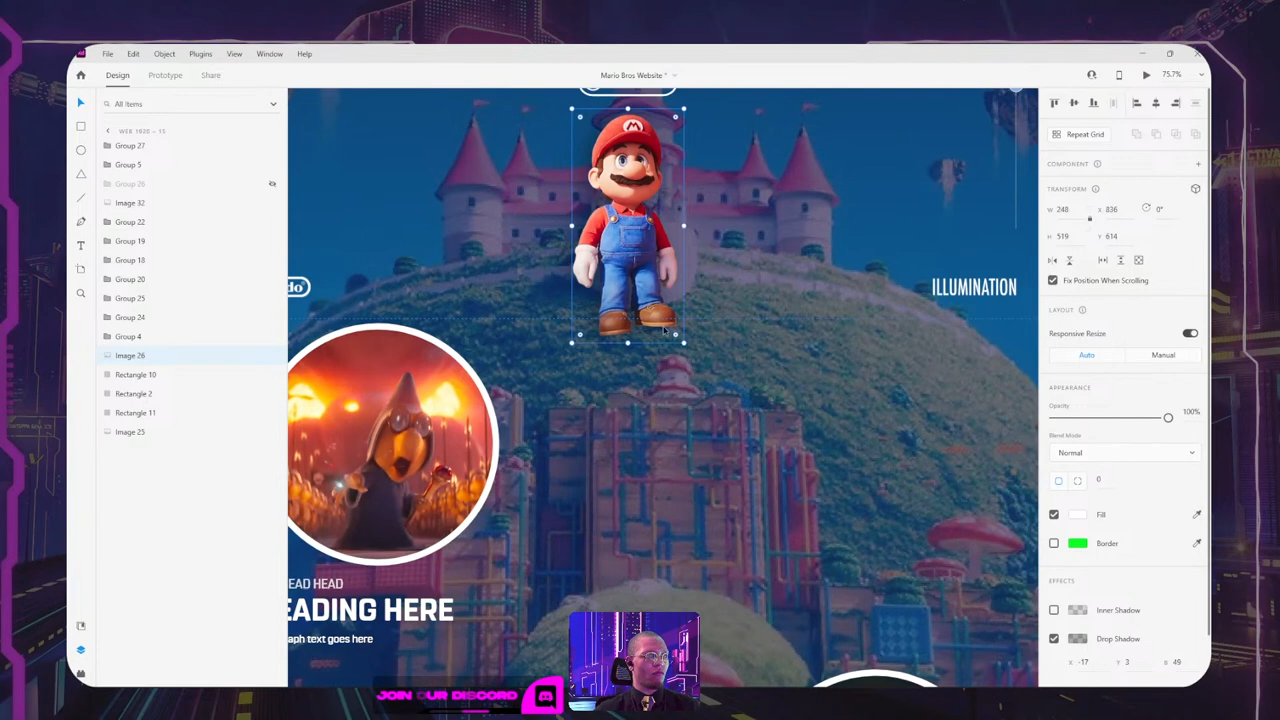 File Edit Object Plugins View Window Help
Design Prototype Share
Mario Bros Website *
75.7%
All Items
WEB 1920 – 15
Group 27
Group 5
Group 26
Image 32
Group 22
Group 19
Group 18
Group 20
Group 25
Group 24
Group 4
Image 26
Rectangle 10
Rectangle 2
Rectangle 11
Image 25
M
do
ILLUMINATION
EAD HEAD
EADING HERE
aph text goes here
JOIN OUR DISCORD
Repeat Grid
COMPONENT
TRANSFORM
W 248 X 836 0°
H 519 Y 614
Fix Position When Scrolling
LAYOUT
Responsive Resize
Auto Manual
APPEARANCE
Opacity
100%
Blend Mode
Normal
0
Fill
Border
EFFECTS
Inner Shadow
Drop Shadow
X -17 Y 3 B 49